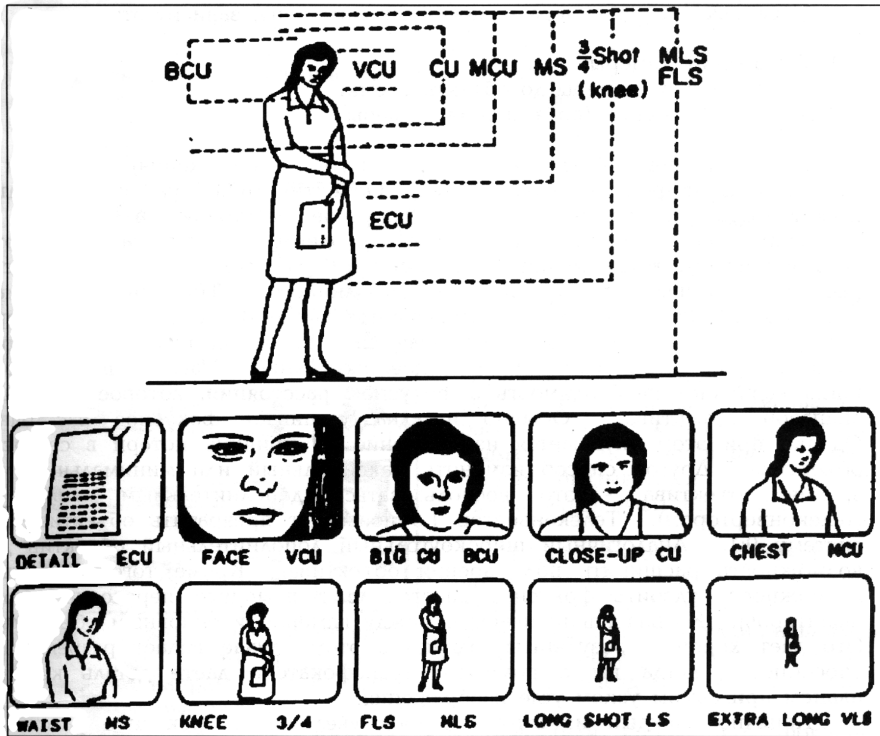 BCU VCU CU MCU MS 3/4 Shot MLS
(knee) FLS
ECU
DETAIL ECU
FACE VCU
BIG CU BCU
CLOSE-UP CU
CHEST MCU
WAIST MS
KNEE 3/4
FLS MLS
LONG SHOT LS
EXTRA LONG VLS